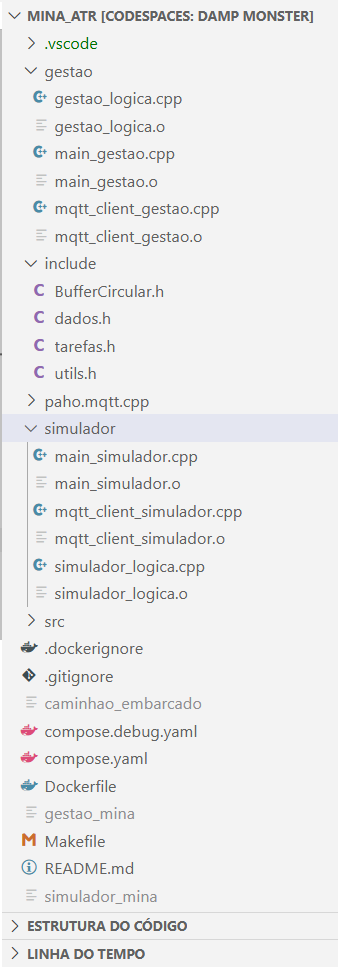 MINA_ATR [CODESPACES: DAMP MONSTER]
.vscode
gestao
gestao_logica.cpp
gestao_logica.o
main_gestao.cpp
main_gestao.o
mqtt_client_gestao.cpp
mqtt_client_gestao.o
include
C BufferCircular.h
C dados.h
C tarefas.h
C utils.h
paho.mqtt.cpp
simulador
main_simulador.cpp
main_simulador.o
mqtt_client_simulador.cpp
mqtt_client_simulador.o
simulador_logica.cpp
simulador_logica.o
src
.dockerignore
.gitignore
caminhao_embarcado
compose.debug.yaml
compose.yaml
Dockerfile
gestao_mina
M Makefile
README.md
simulador_mina
ESTRUTURA DO CÓDIGO
LINHA DO TEMPO